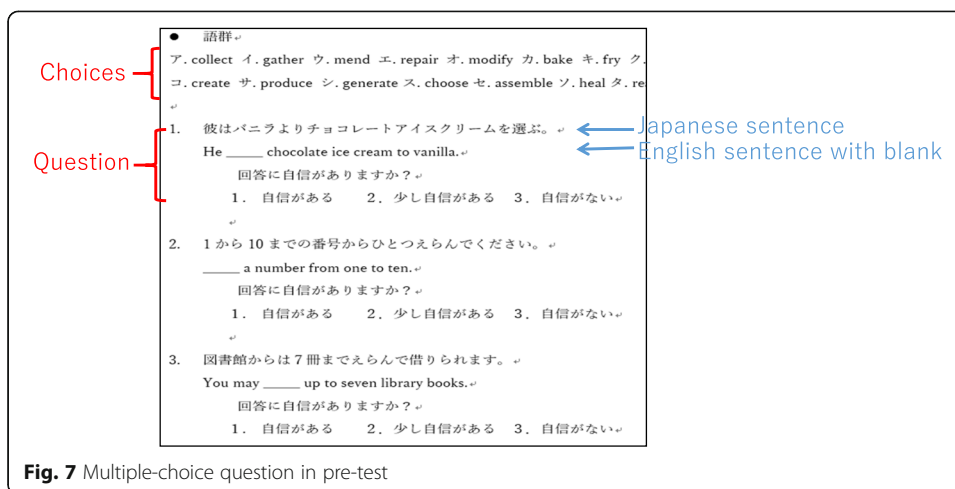 ● 語群
ア. collect イ. gather ウ. mend エ. repair オ. modify カ. bake キ. fry ク.
Choices
コ. create サ. produce シ. generate ス. choose セ. assemble ソ. heal タ. re
1. 彼はバニラよりチョコレートアイスクリームを選ぶ。
Japanese sentence
He _____ chocolate ice cream to vanilla.
English sentence with blank
Question
回答に自信がありますか？
1. 自信がある 2. 少し自信がある 3. 自信がない
2. 1 から 10 までの番号からひとつえらんでください。
_____ a number from one to ten.
回答に自信がありますか？
1. 自信がある 2. 少し自信がある 3. 自信がない
3. 図書館からは 7 冊までえらんで借りられます。
You may _____ up to seven library books.
回答に自信がありますか？
1. 自信がある 2. 少し自信がある 3. 自信がない
Fig. 7 Multiple-choice question in pre-test